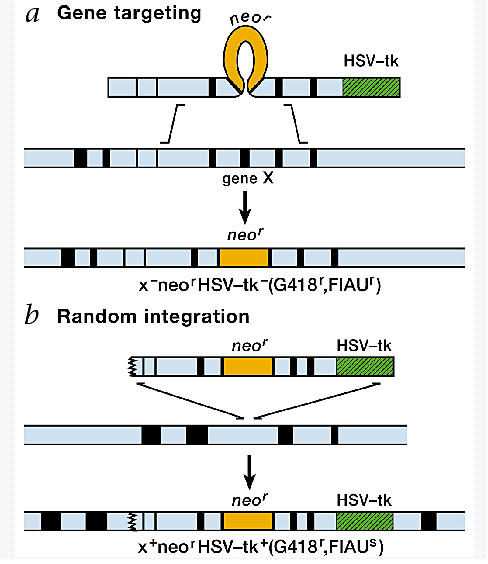 a Gene targeting
neoʳ
HSV–tk
gene X
neoʳ
x⁻neoʳHSV–tk⁻(G418ʳ,FIAUʳ)
b Random integration
neoʳ HSV–tk
neoʳ HSV–tk
x⁺neoʳHSV–tk⁺(G418ʳ,FIAUˢ)